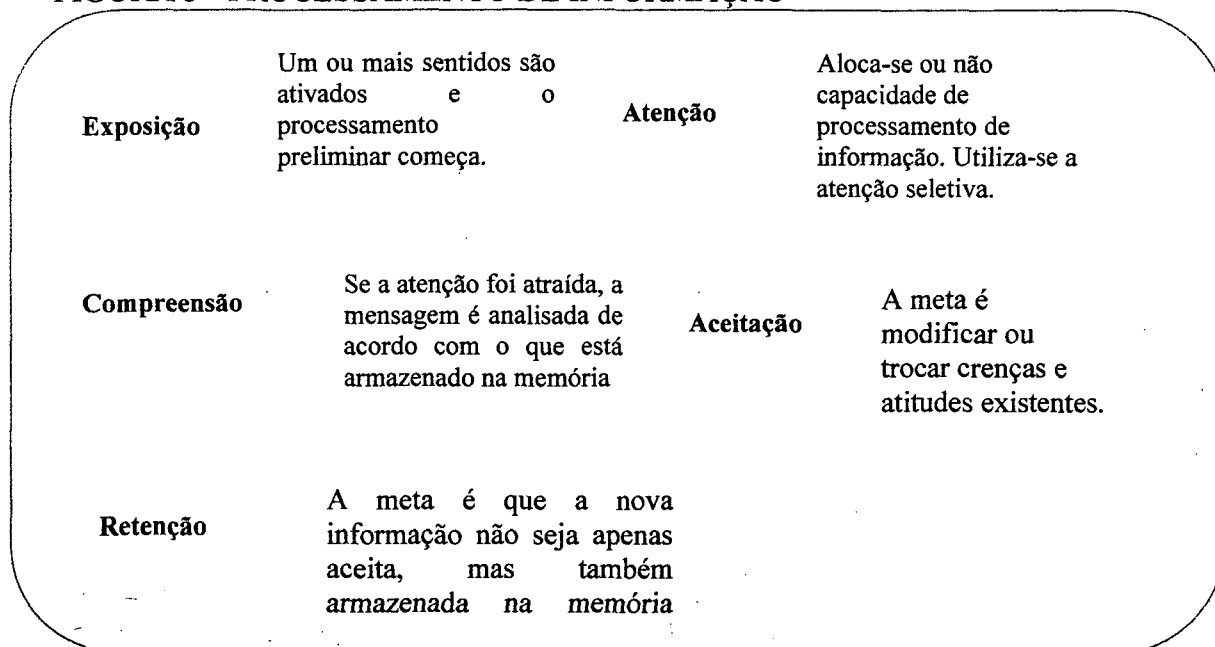 Exposição
Um ou mais sentidos são
ativados e o
processamento
preliminar começa.
Atenção
Aloca-se ou não
capacidade de
processamento de
informação. Utiliza-se a
atenção seletiva.
Compreensão
Se a atenção foi atraída, a
mensagem é analisada de
acordo com o que está
armazenado na memória
Aceitação
A meta é
modificar ou
trocar crenças e
atitudes existentes.
Retenção
A meta é que a nova
informação não seja apenas
aceita, mas também
armazenada na memória